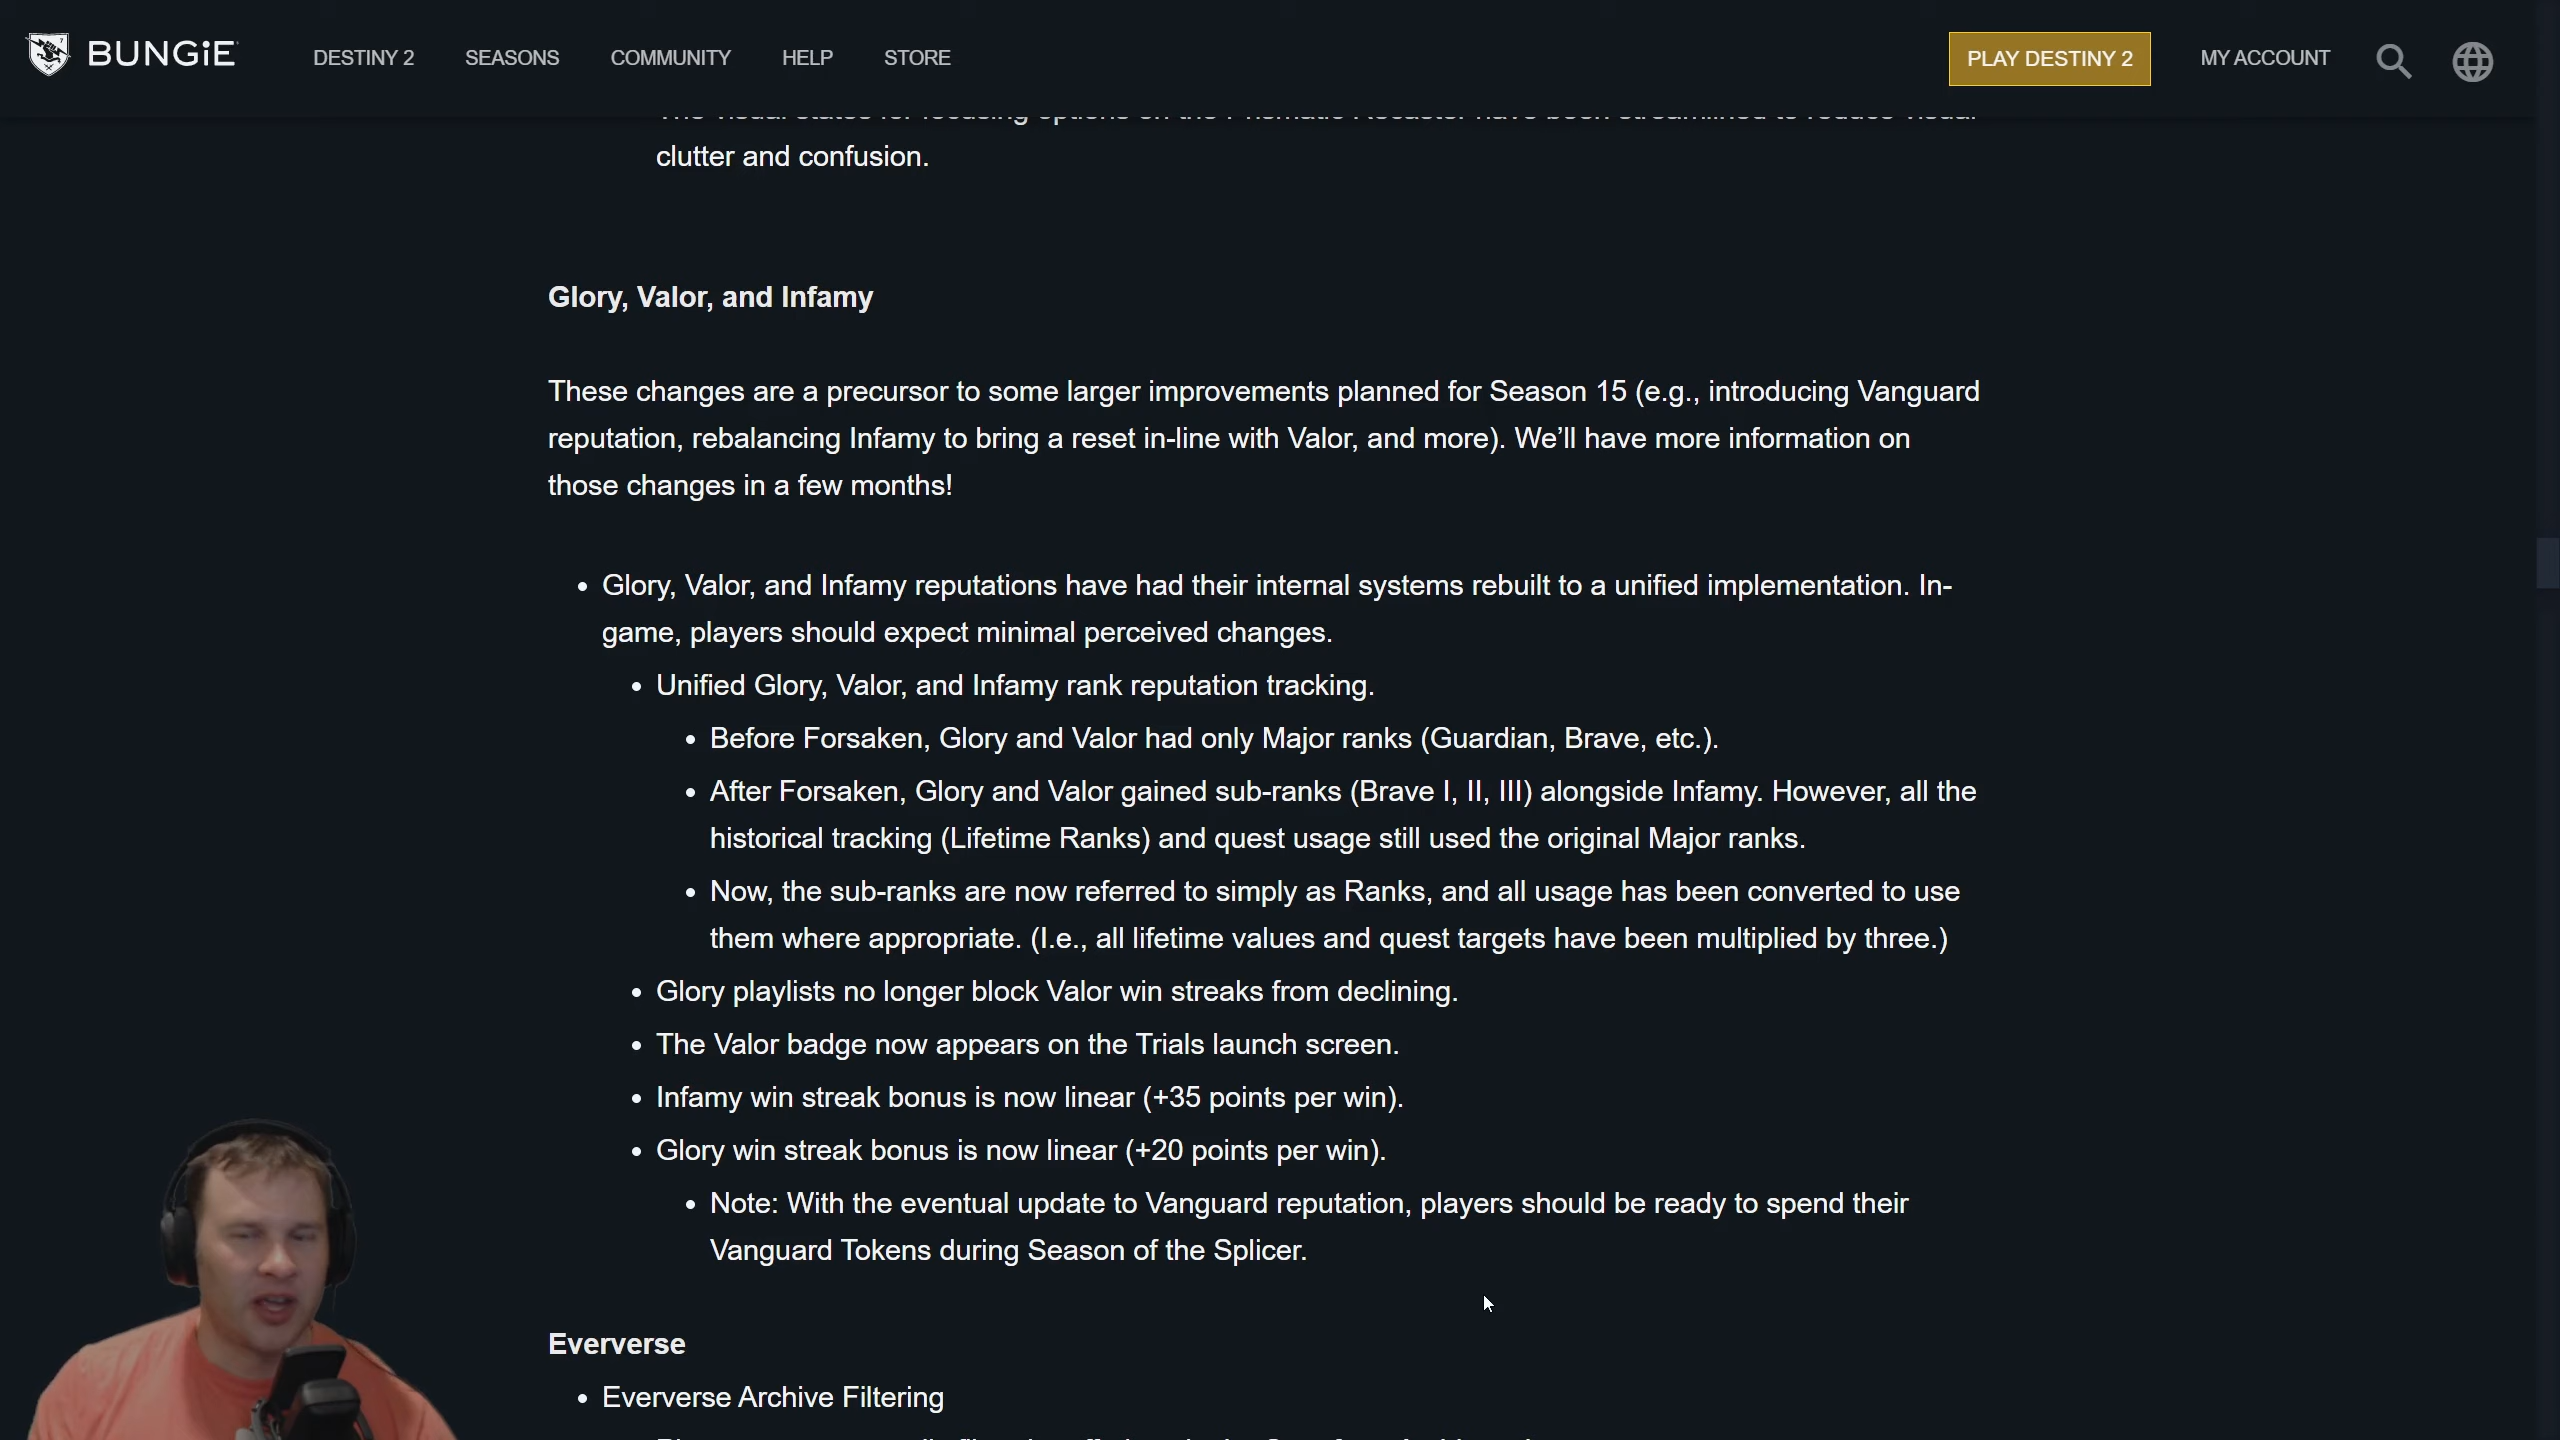 BUNGiE
DESTINY 2
SEASONS
COMMUNITY
HELP
STORE
PLAY DESTINY 2
MY ACCOUNT
clutter and confusion.
Glory, Valor, and Infamy
These changes are a precursor to some larger improvements planned for Season 15 (e.g., introducing Vanguard
reputation, rebalancing Infamy to bring a reset in-line with Valor, and more). We’ll have more information on
those changes in a few months!
• Glory, Valor, and Infamy reputations have had their internal systems rebuilt to a unified implementation. In-
game, players should expect minimal perceived changes.
• Unified Glory, Valor, and Infamy rank reputation tracking.
• Before Forsaken, Glory and Valor had only Major ranks (Guardian, Brave, etc.).
• After Forsaken, Glory and Valor gained sub-ranks (Brave I, II, III) alongside Infamy. However, all the
historical tracking (Lifetime Ranks) and quest usage still used the original Major ranks.
• Now, the sub-ranks are now referred to simply as Ranks, and all usage has been converted to use
them where appropriate. (I.e., all lifetime values and quest targets have been multiplied by three.)
• Glory playlists no longer block Valor win streaks from declining.
• The Valor badge now appears on the Trials launch screen.
• Infamy win streak bonus is now linear (+35 points per win).
• Glory win streak bonus is now linear (+20 points per win).
• Note: With the eventual update to Vanguard reputation, players should be ready to spend their
Vanguard Tokens during Season of the Splicer.
Eververse
• Eververse Archive Filtering